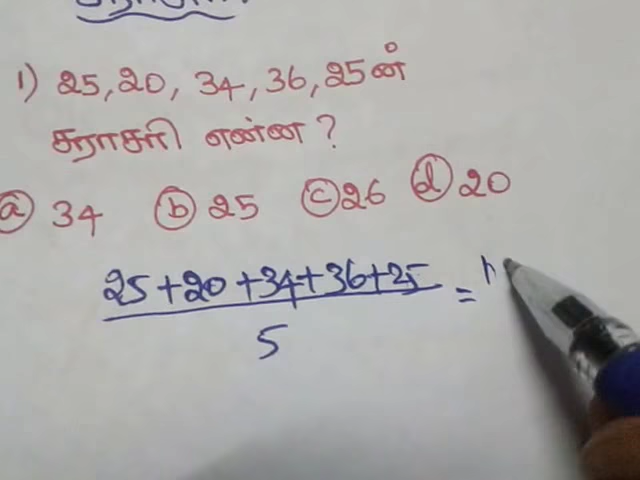 1) 25, 20, 34, 36, 25ன்
சராசரி என்ன ?
ⓐ 34 ⓑ 25 ⓒ 26 ⓓ 20
25+20+34+36+25 =
5